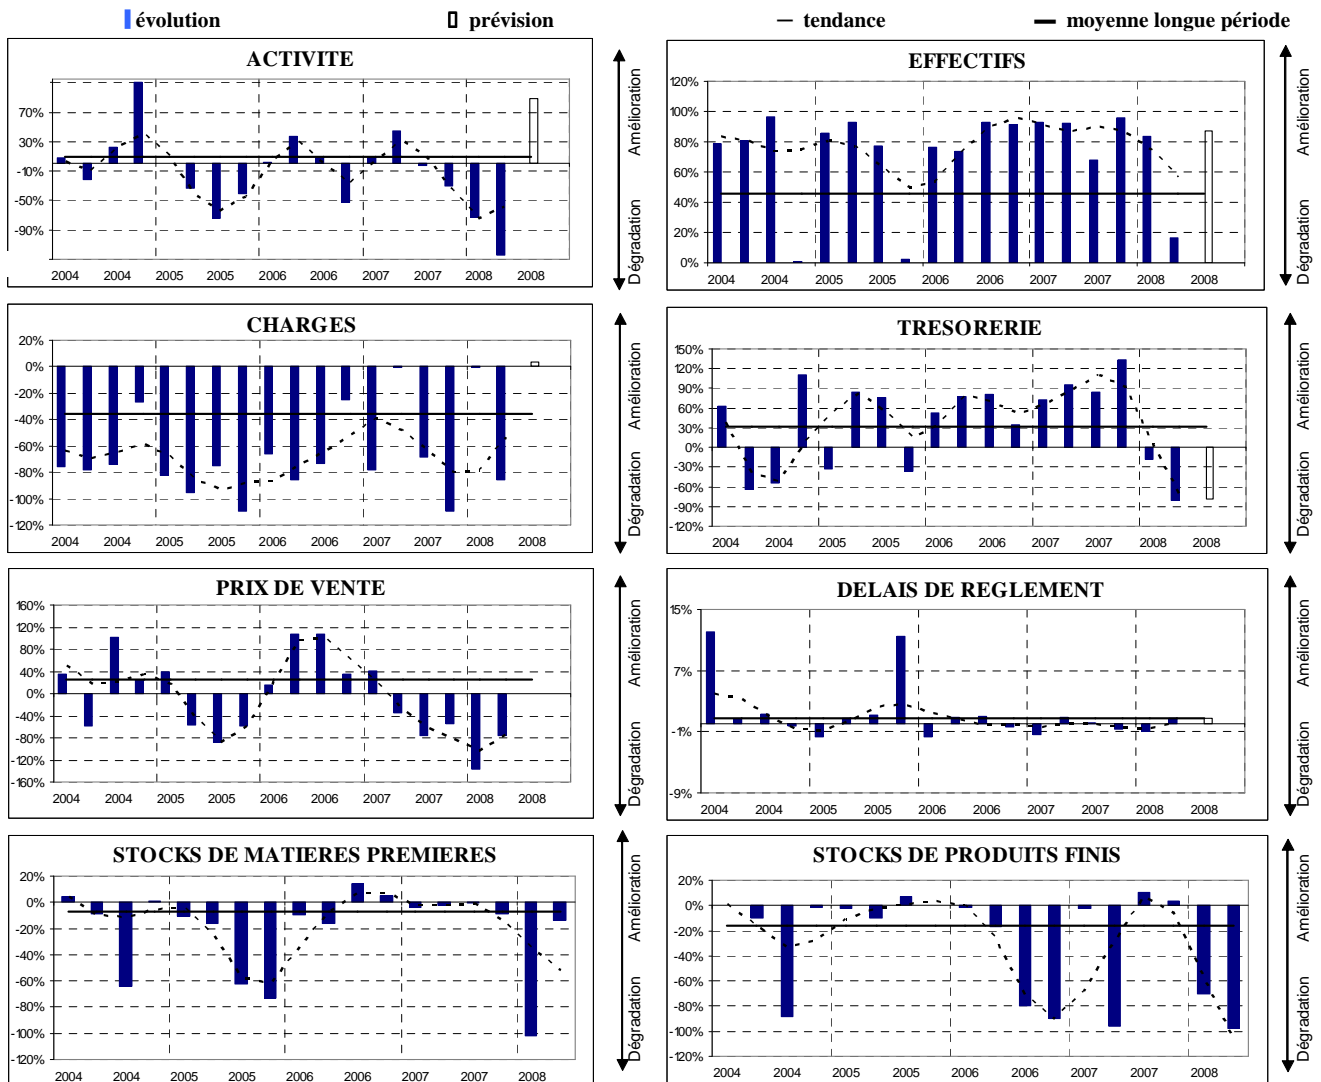 évolution prévision tendance moyenne longue période
ACTIVITE
70%
30%
-10%
-50%
-90%
2004 2004 2005 2005 2006 2006 2007 2007 2008 2008
Amélioration
Dégradation
EFFECTIFS
120%
100%
80%
60%
40%
20%
0%
2004 2004 2005 2005 2006 2006 2007 2007 2008 2008
Amélioration
Dégradation
CHARGES
20%
0%
-20%
-40%
-60%
-80%
-100%
-120%
2004 2004 2005 2005 2006 2006 2007 2007 2008 2008
Amélioration
Dégradation
TRESORERIE
150%
120%
90%
60%
30%
0%
-30%
-60%
-90%
-120%
2004 2004 2005 2005 2006 2006 2007 2007 2008 2008
Amélioration
Dégradation
PRIX DE VENTE
160%
120%
80%
40%
0%
-40%
-80%
-120%
-160%
2004 2004 2005 2005 2006 2006 2007 2007 2008 2008
Amélioration
Dégradation
DELAIS DE REGLEMENT
15%
7%
-1%
-9%
2004 2004 2005 2005 2006 2006 2007 2007 2008 2008
Amélioration
Dégradation
STOCKS DE MATIERES PREMIERES
20%
0%
-20%
-40%
-60%
-80%
-100%
-120%
2004 2004 2005 2005 2006 2006 2007 2007 2008
Amélioration
Dégradation
STOCKS DE PRODUITS FINIS
20%
0%
-20%
-40%
-60%
-80%
-100%
-120%
2004 2004 2005 2005 2006 2006 2007 2007 2008
Amélioration
Dégradation